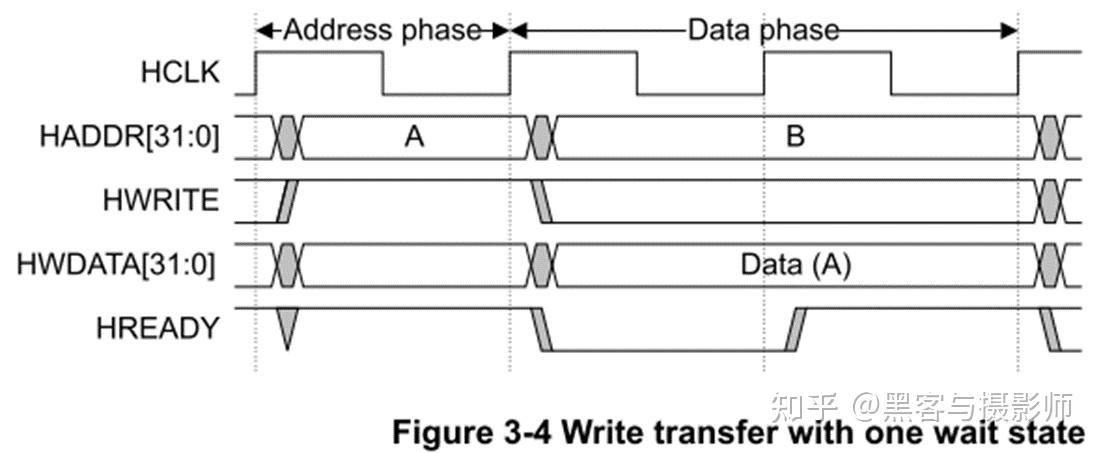 Address phase
Data phase
HCLK
HADDR[31:0]
A
B
HWRITE
HWDATA[31:0]
Data (A)
HREADY
知乎 @黑客与摄影师
Figure 3-4 Write transfer with one wait state